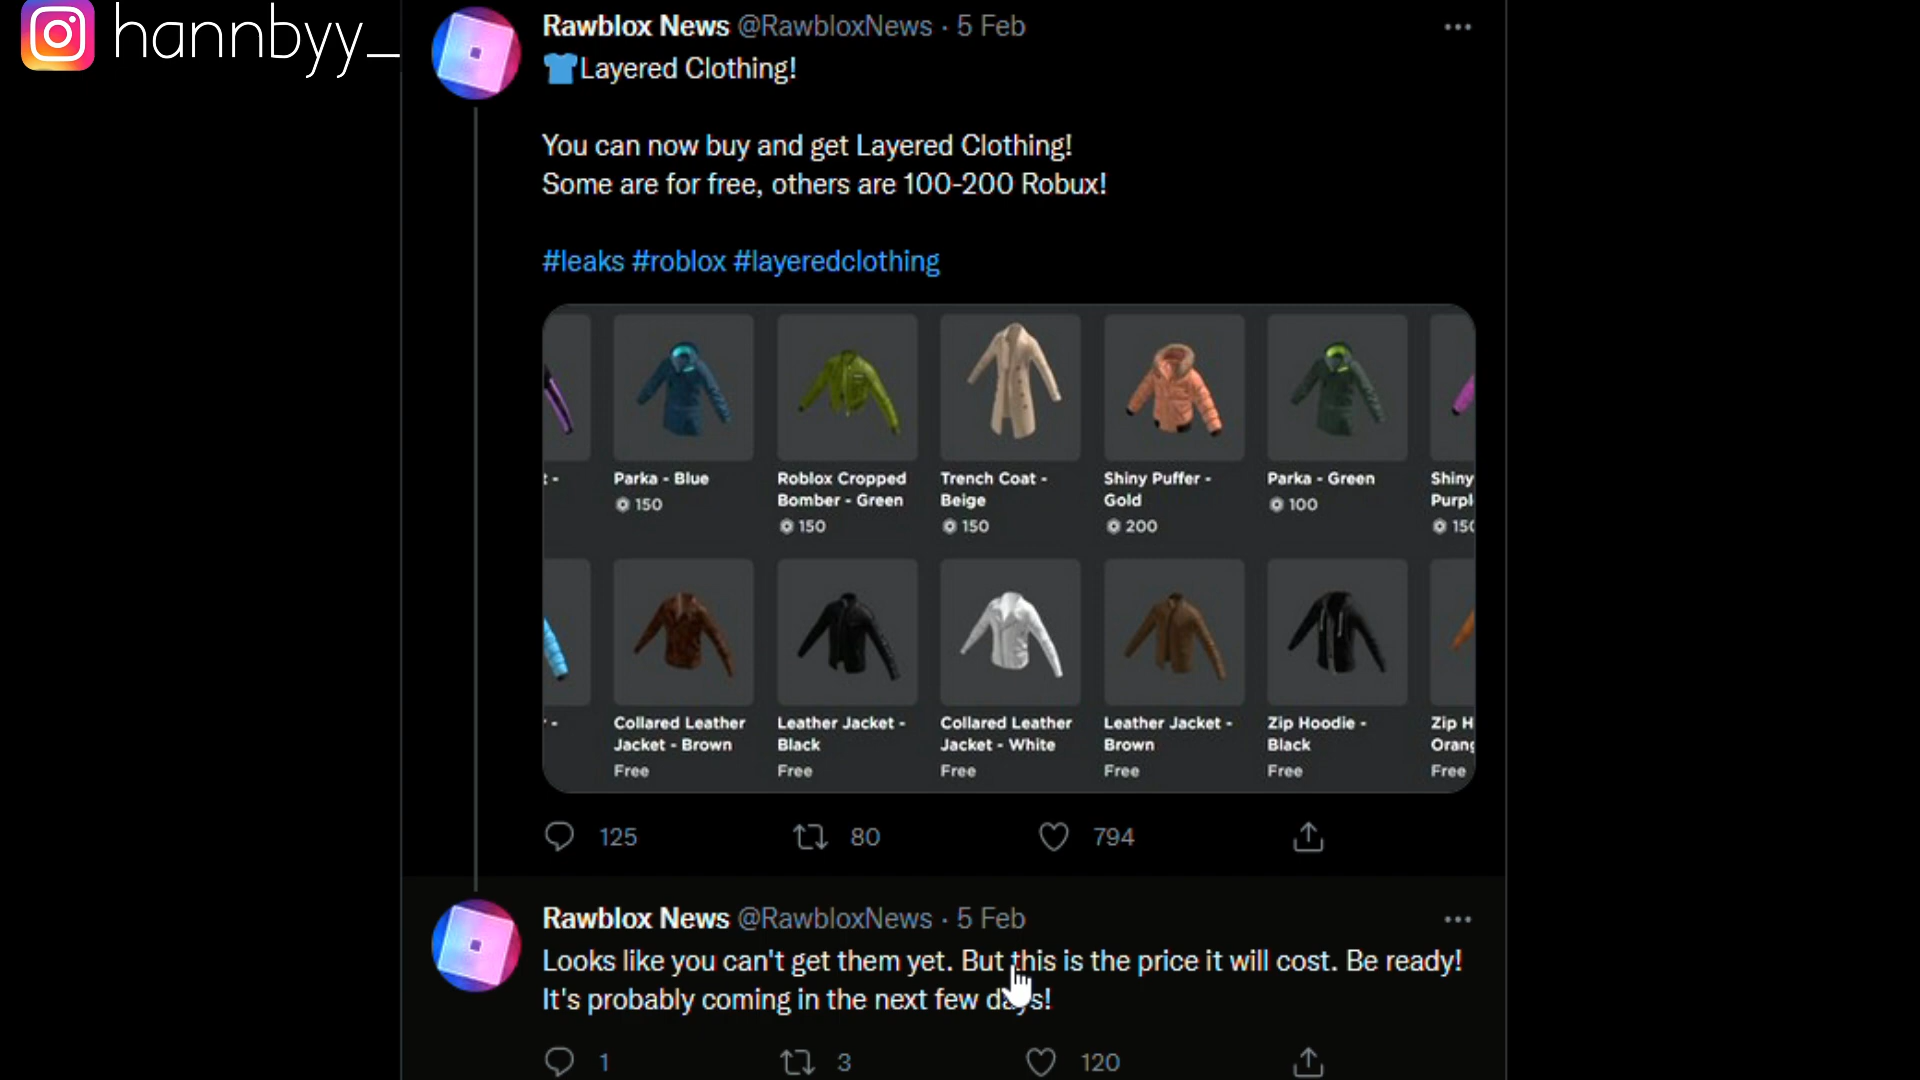 hannbyy_
Rawblox News @RawbloxNews · 5 Feb
Layered Clothing!
You can now buy and get Layered Clothing!
Some are for free, others are 100-200 Robux!
#leaks #roblox #layeredclothing
Parka - Blue
150
Roblox Cropped
Bomber - Green
150
Trench Coat -
Beige
150
Shiny Puffer -
Gold
200
Parka - Green
100
Shiny
Purpl
Collared Leather
Jacket - Brown
Free
Leather Jacket -
Black
Free
Collared Leather
Jacket - White
Free
Leather Jacket -
Brown
Free
Zip Hoodie -
Black
Free
Zip H
Orang
Free
125 80 794
Rawblox News @RawbloxNews · 5 Feb
Looks like you can't get them yet. But this is the price it will cost. Be ready!
It's probably coming in the next few days!
1 3 120